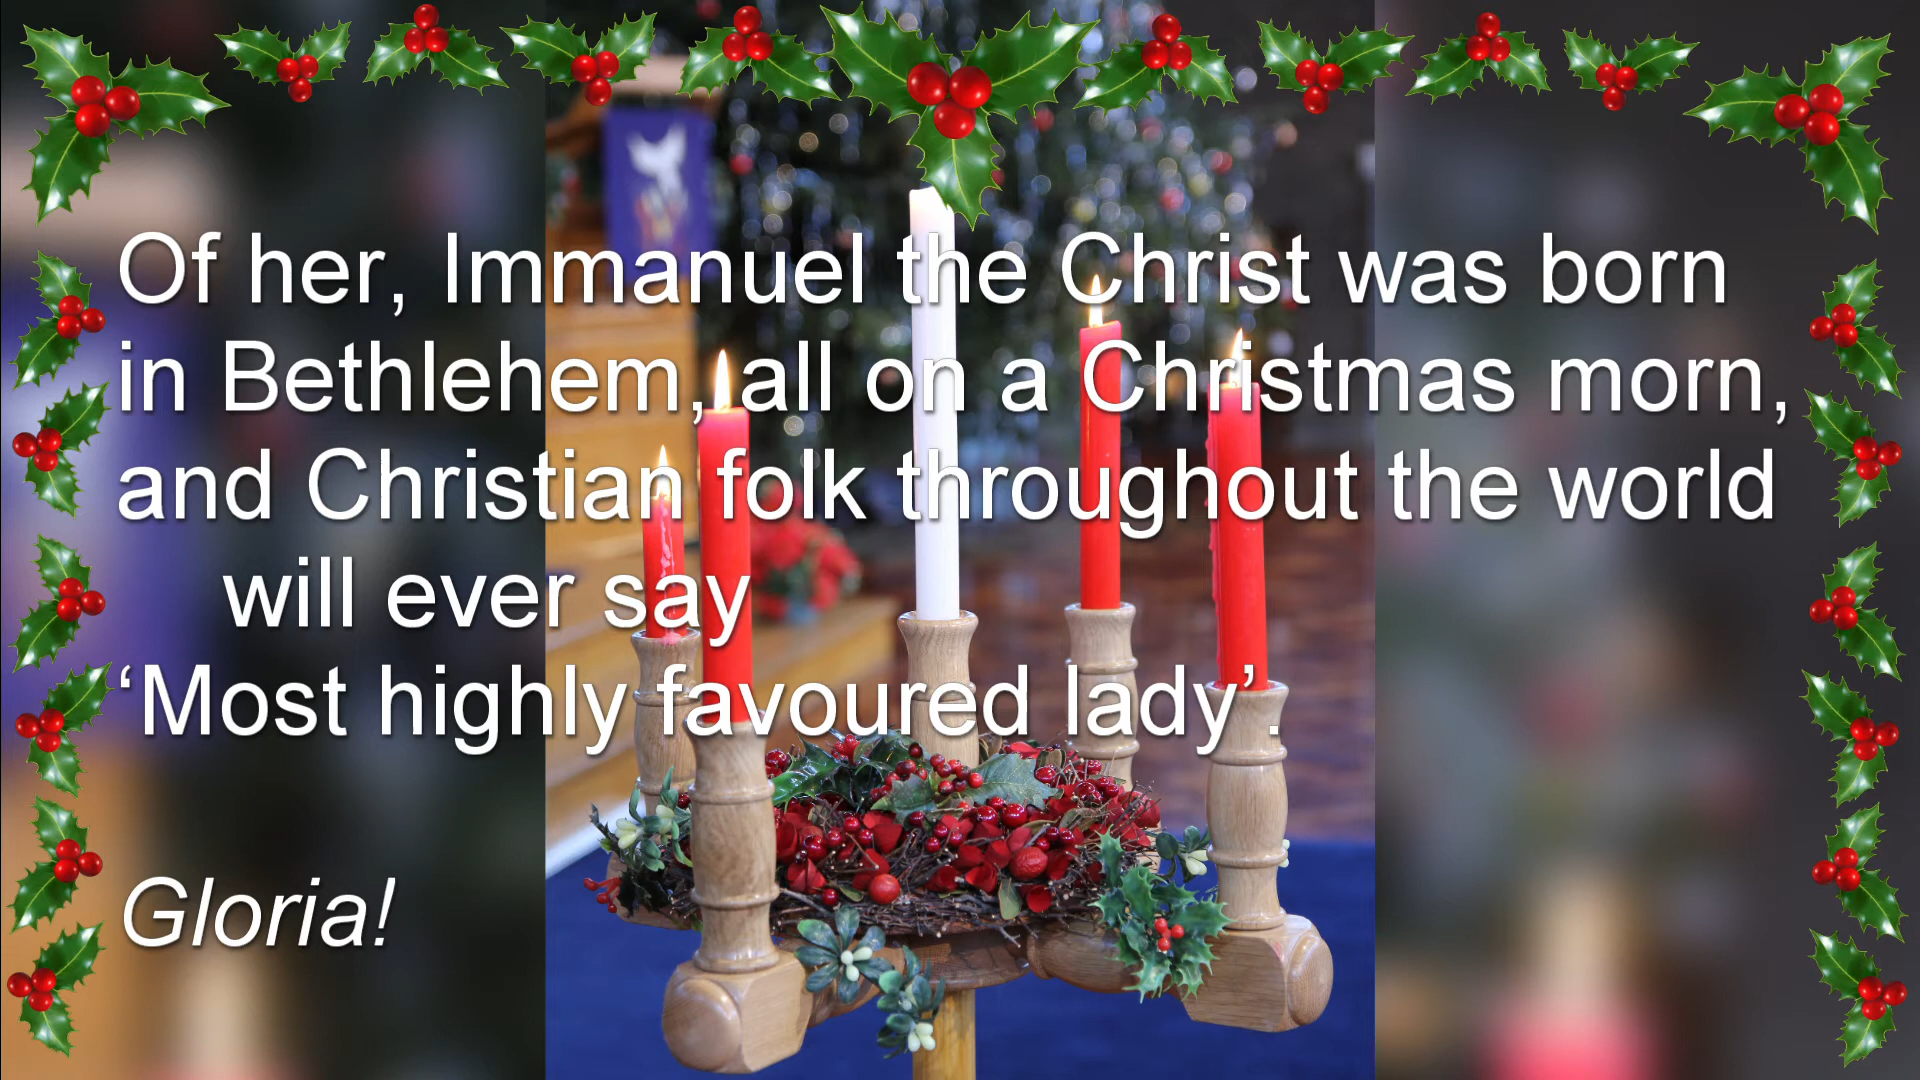 Of her, Immanuel the Christ was born
in Bethlehem, all on a Christmas morn,
and Christian folk throughout the world
will ever say
‘Most highly favoured lady’.
Gloria!